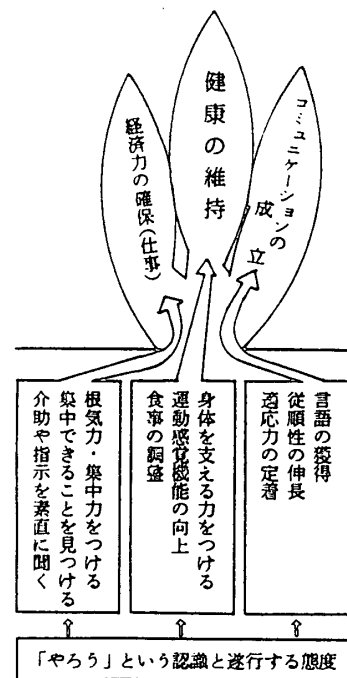 コミュニケーションの
成立
健康の維持
経済力の確保(仕事)
言語の獲得
従順性の伸長
適応力の定着
身体を支える力をつける
運動感覚機能の向上
食事の調整
根気力・集中力をつける
集中できることを見つける
介助や指示を素直に聞く
「やろう」という認識と遂行する態度